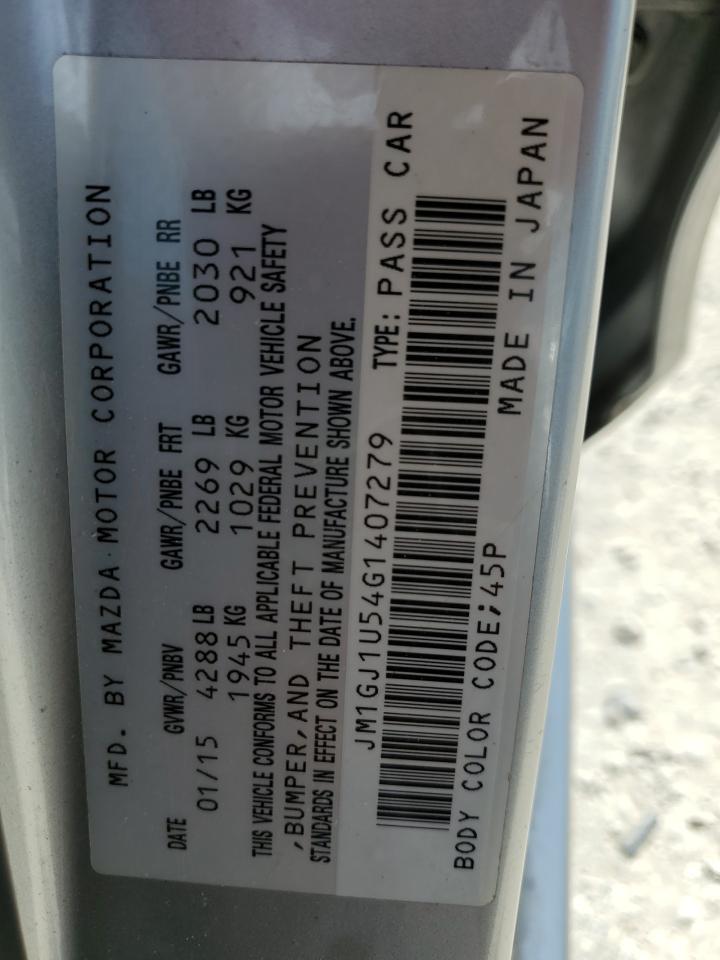 MFD. BY MAZDA MOTOR CORPORATION
DATE GVWR/PNBV GAWR/PNBE FRT GAWR/PNBE RR
01/15 4288 LB 2269 LB 2030 LB
1945 KG 1029 KG 921 KG
THIS VEHICLE CONFORMS TO ALL APPLICABLE FEDERAL MOTOR VEHICLE SAFETY
,BUMPER,AND THEFT PREVENTION
STANDARDS IN EFFECT ON THE DATE OF MANUFACTURE SHOWN ABOVE.
JM1GJ1U54G1407279 TYPE: PASS CAR
BODY COLOR CODE;45P MADE IN JAPAN